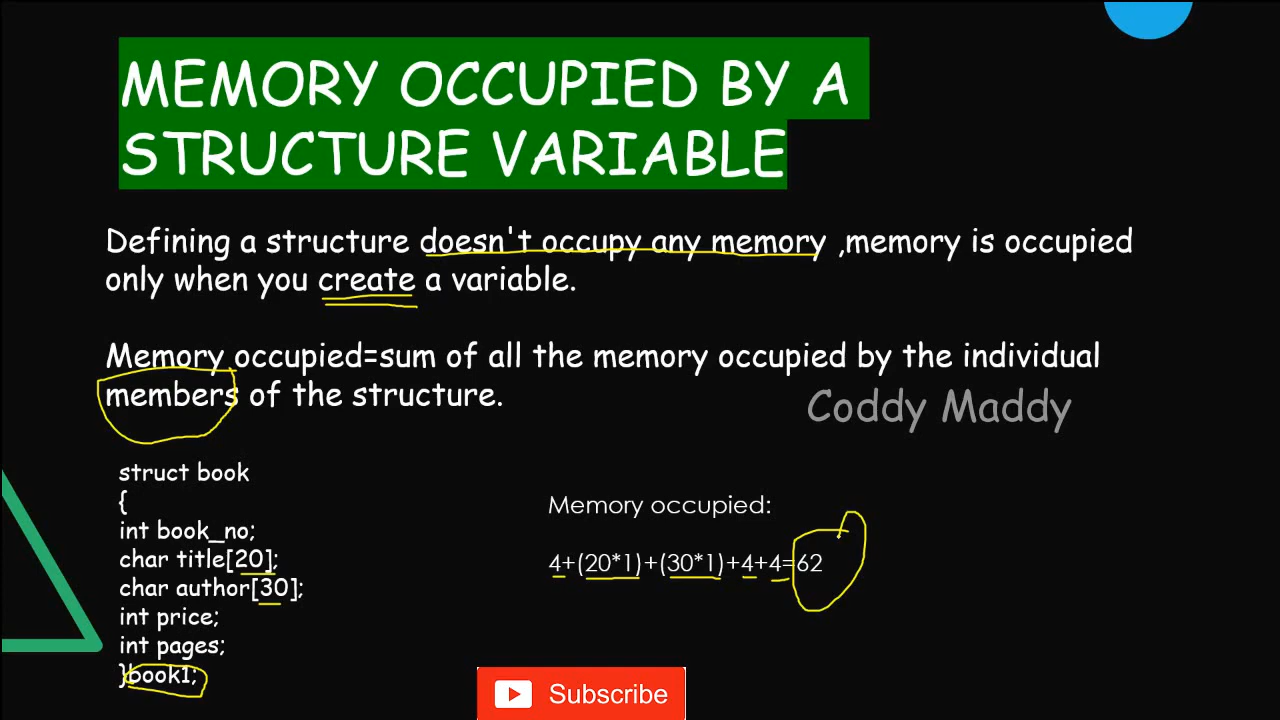 MEMORY OCCUPIED BY A
STRUCTURE VARIABLE
Defining a structure doesn't occupy any memory ,memory is occupied
only when you create a variable.
Memory occupied=sum of all the memory occupied by the individual
members of the structure.
Coddy Maddy
struct book
{
int book_no;
char title[20];
char author[30];
int price;
int pages;
}book1;
Memory occupied:
4+(20*1)+(30*1)+4+4=62
Subscribe